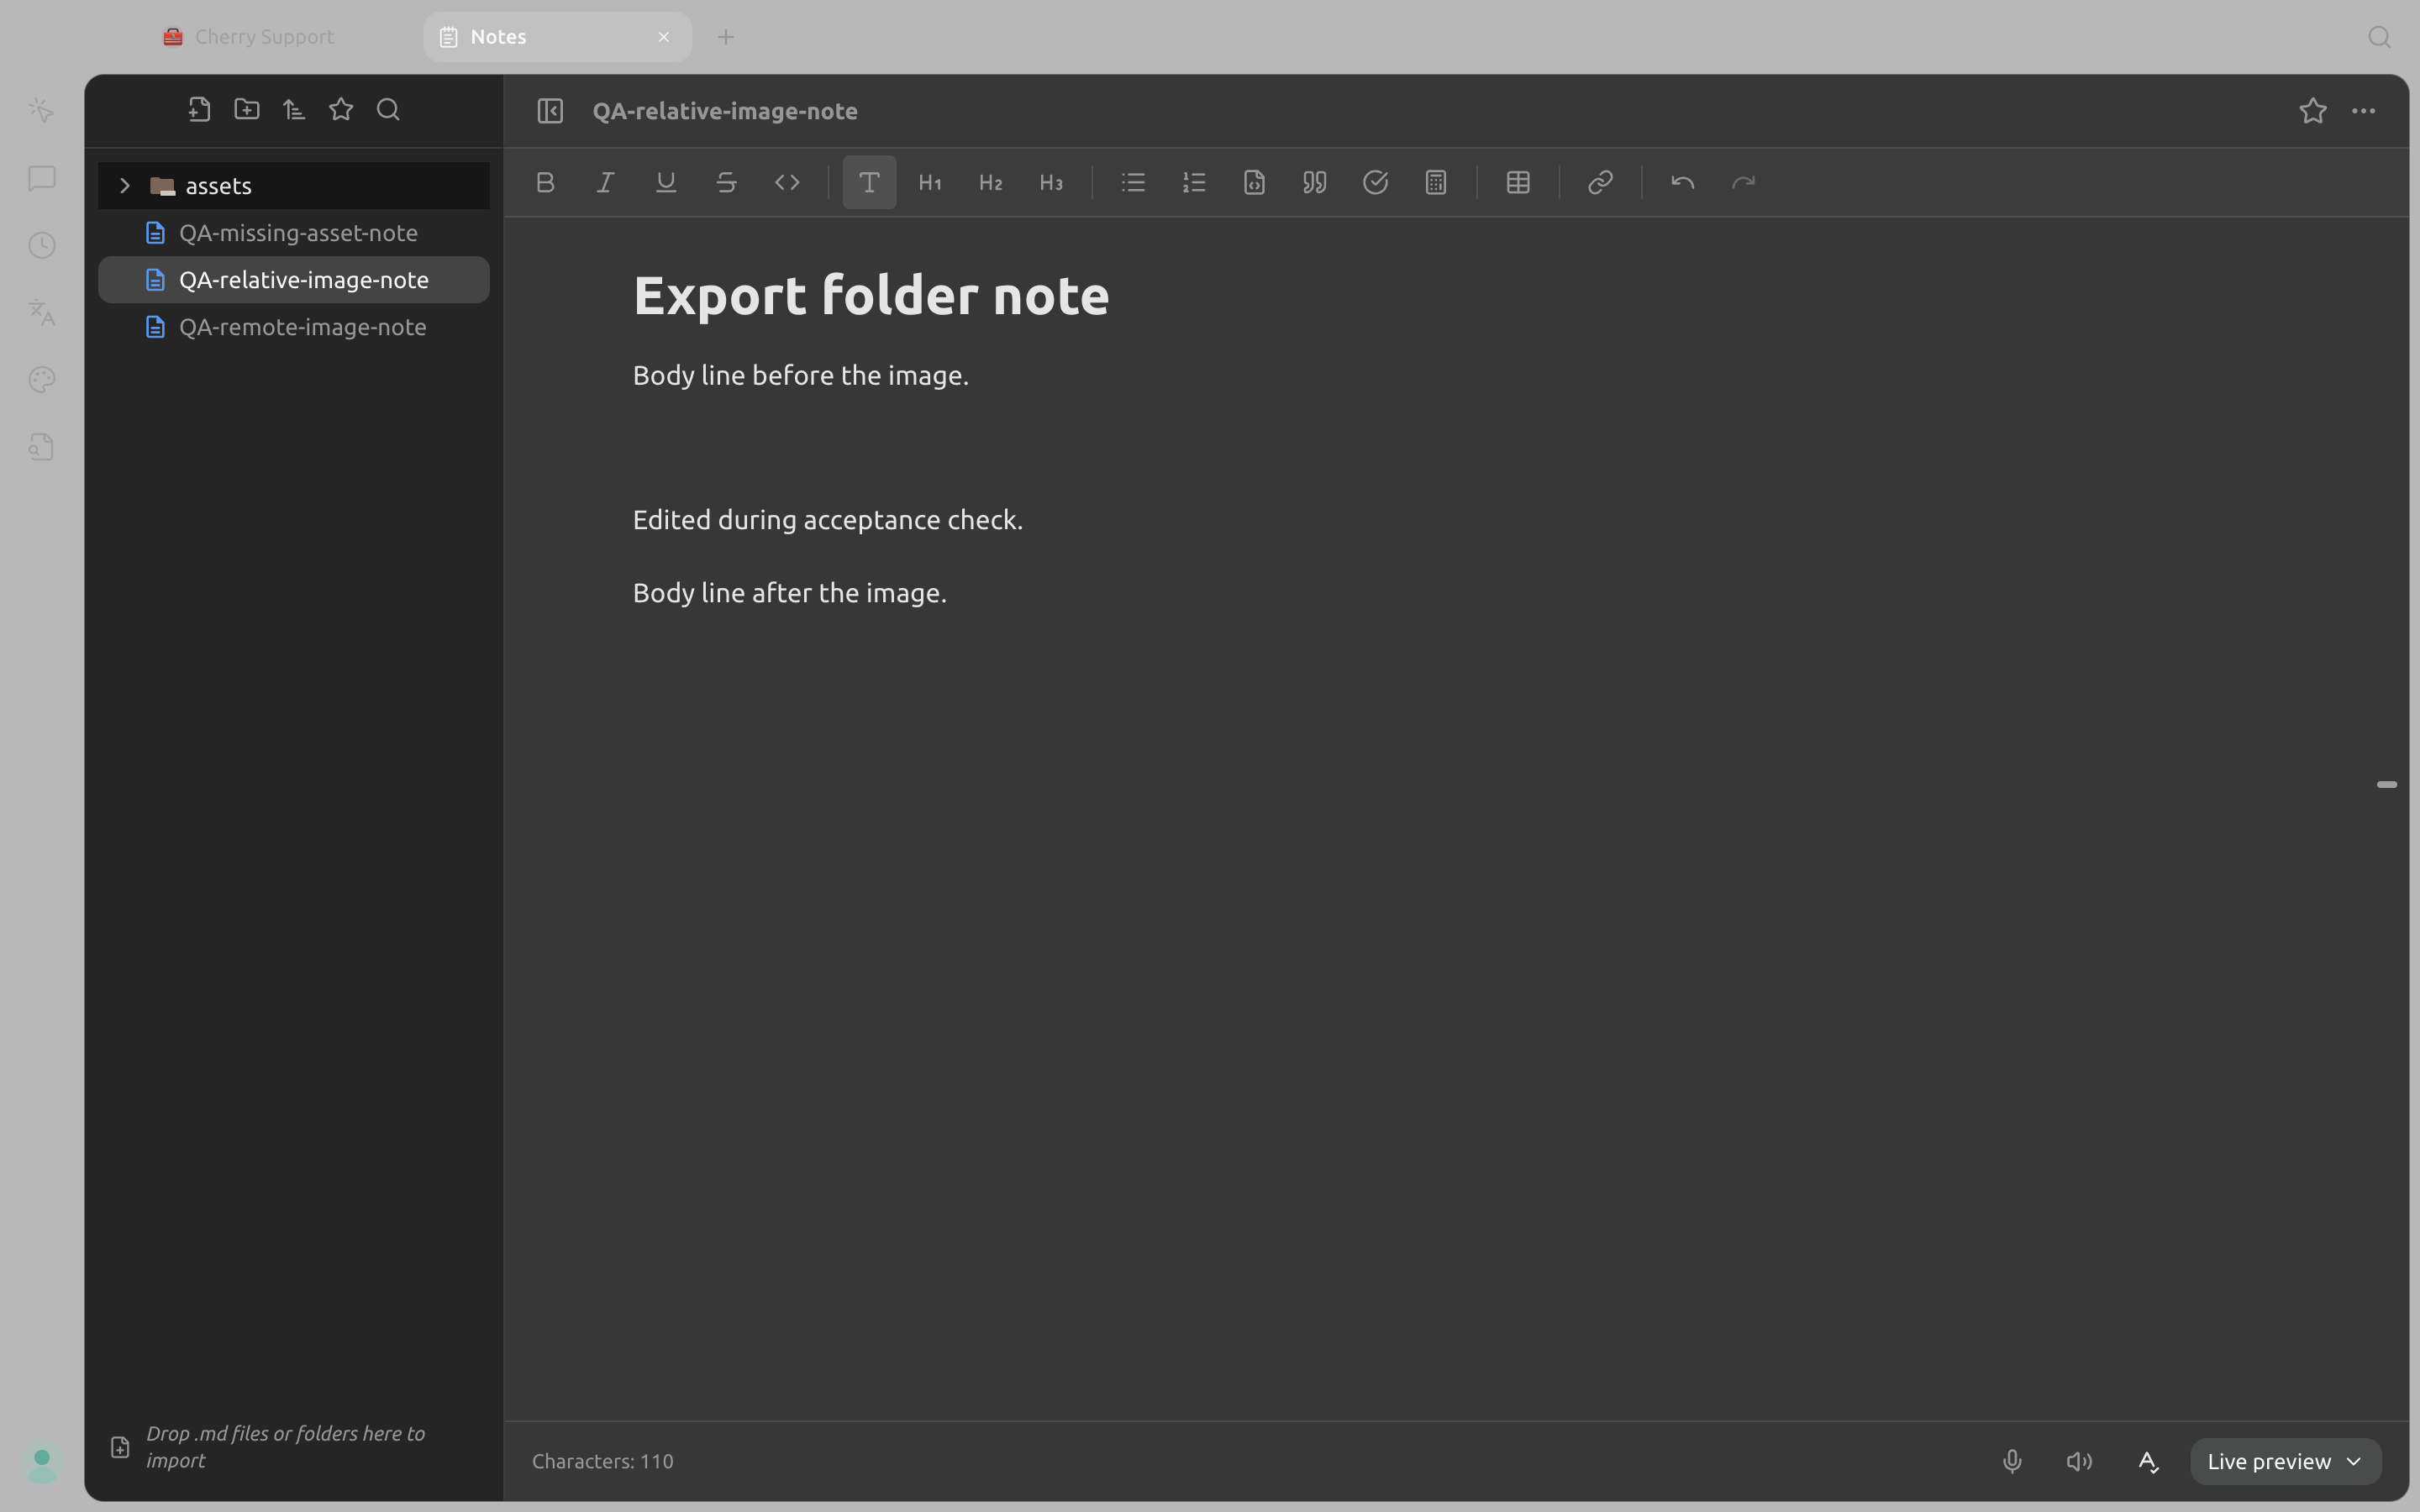 Cherry Support
Notes
QA-relative-image-note
assets
QA-missing-asset-note
QA-relative-image-note
QA-remote-image-note
H1
H2
H3
Export folder note
Body line before the image.
Edited during acceptance check.
Body line after the image.
Drop .md files or folders here to
import
Characters: 110
Live preview